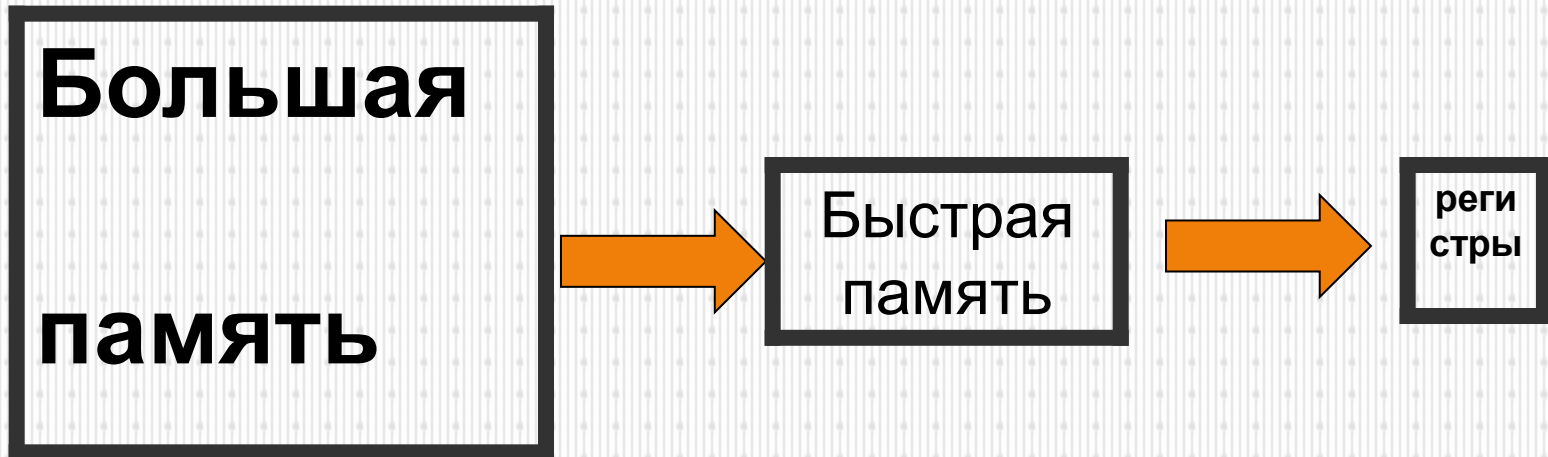 Большая
память
Быстрая
память
реги
стры